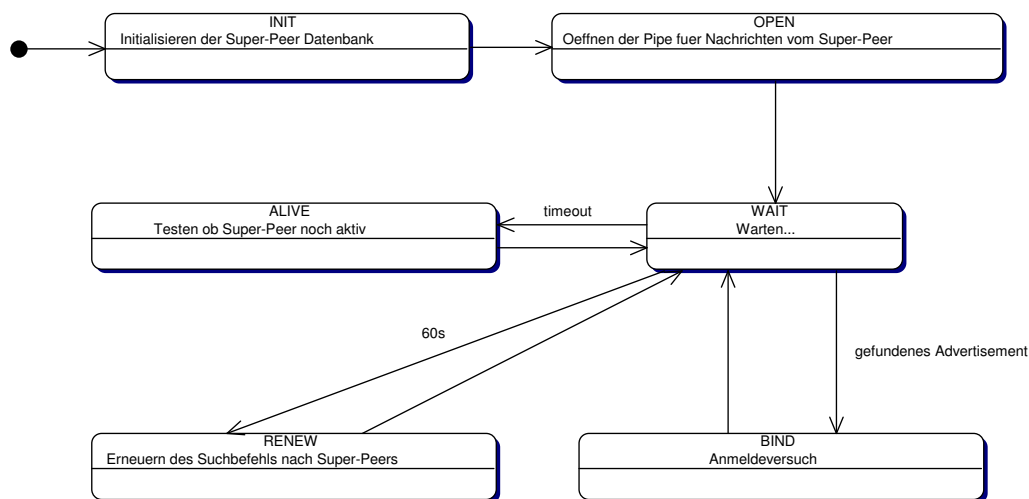 INIT
Initialisieren der Super-Peer Datenbank
OPEN
Oeffnen der Pipe fuer Nachrichten vom Super-Peer
ALIVE
Testen ob Super-Peer noch aktiv
timeout
WAIT
Warten...
60s
gefundenes Advertisement
RENEW
Erneuern des Suchbefehls nach Super-Peers
BIND
Anmeldeversuch